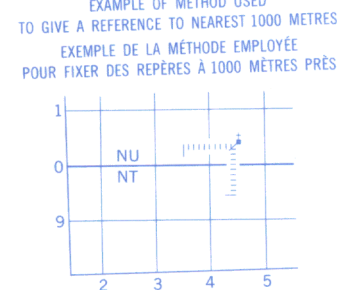 EXAMPLE OF METHOD USED
TO GIVE A REFERENCE TO NEAREST 1000 METRES
EXEMPLE DE LA MÉTHODE EMPLOYÉE
POUR FIXER DES REPÈRES À 1000 MÈTRES PRÈS
1
NU
0
NT
9
2 3 4 5